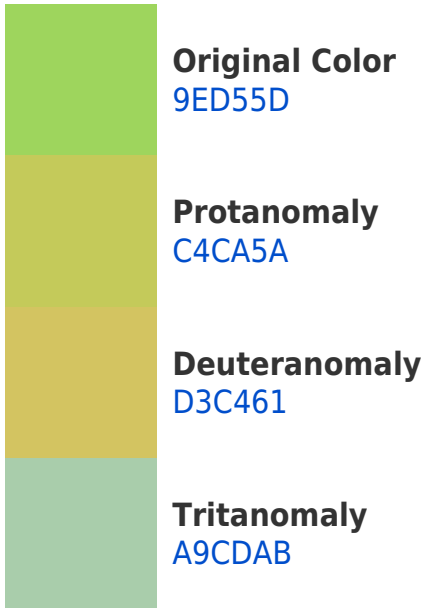 Original Color
9ED55D
Protanomaly
C4CA5A
Deuteranomaly
D3C461
Tritanomaly
A9CDAB